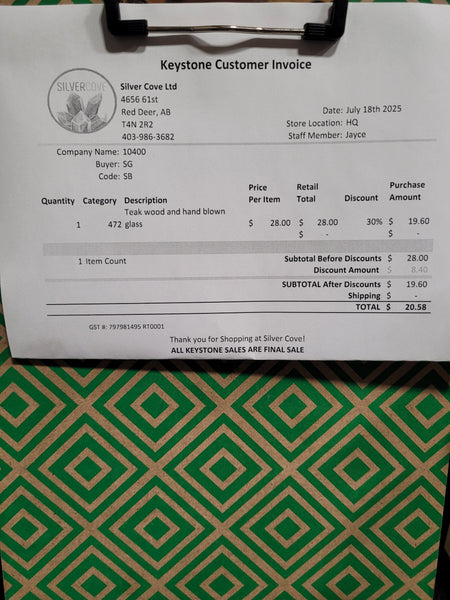 Keystone Customer Invoice
SILVERCOVE
Silver Cove Ltd
4656 61st
Red Deer, AB
T4N 2R2
403-986-3682
Date: July 18th 2025
Store Location: HQ
Staff Member: Jayce
Company Name: 10400
Buyer: SG
Code: SB
Quantity Category Description Price Per Item Retail Total Discount Purchase Amount
Teak wood and hand blown
1 472 glass $ 28.00 $ 28.00 30% $ 19.60
$ - $ -
1 Item Count Subtotal Before Discounts $ 28.00
Discount Amount $ 8.40
SUBTOTAL After Discounts $ 19.60
Shipping $ -
TOTAL $ 20.58
GST #: 797981495 RT0001
Thank you for Shopping at Silver Cove!
ALL KEYSTONE SALES ARE FINAL SALE